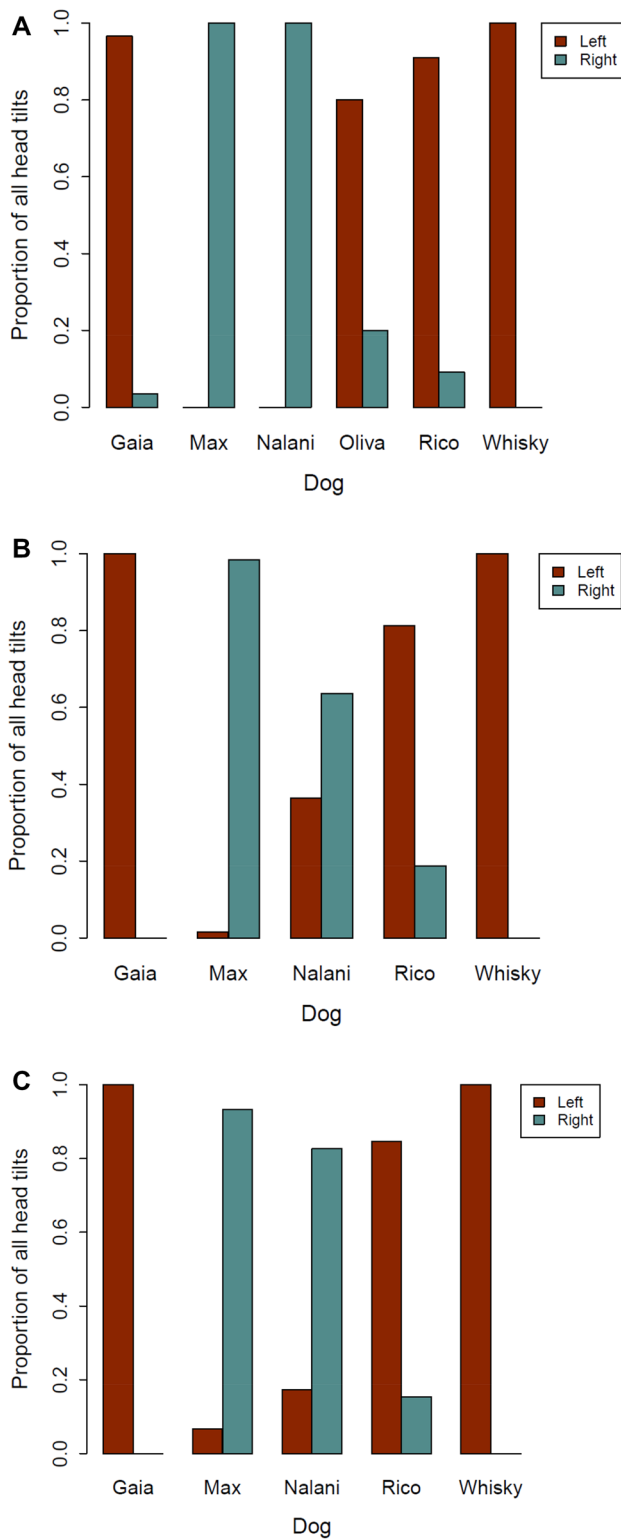 A
Left
Right
Proportion of all head tilts
1.0
0.8
0.6
0.4
0.2
0.0
Gaia Max Nalani Oliva Rico Whisky
Dog
B
Left
Right
Proportion of all head tilts
1.0
0.8
0.6
0.4
0.2
0.0
Gaia Max Nalani Rico Whisky
Dog
C
Left
Right
Proportion of all head tilts
1.0
0.8
0.6
0.4
0.2
0.0
Gaia Max Nalani Rico Whisky
Dog